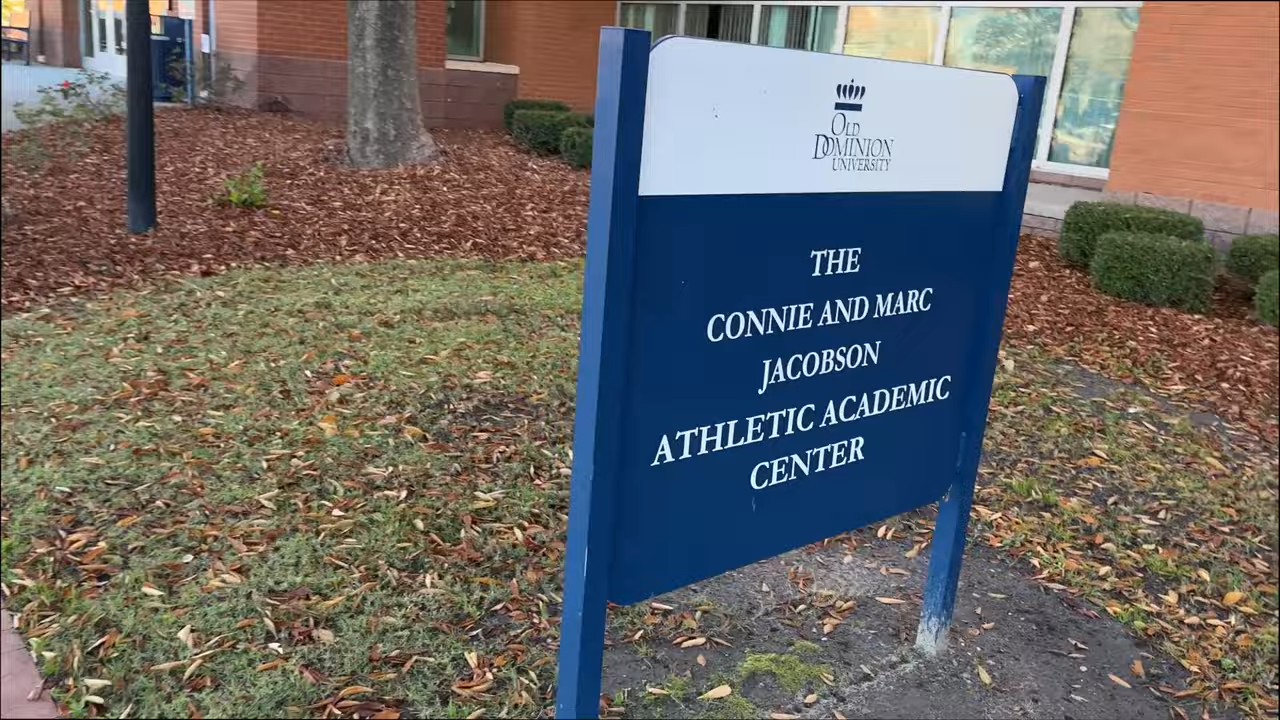 OLD
DOMINION
UNIVERSITY
THE
CONNIE AND MARC
JACOBSON
ATHLETIC ACADEMIC
CENTER